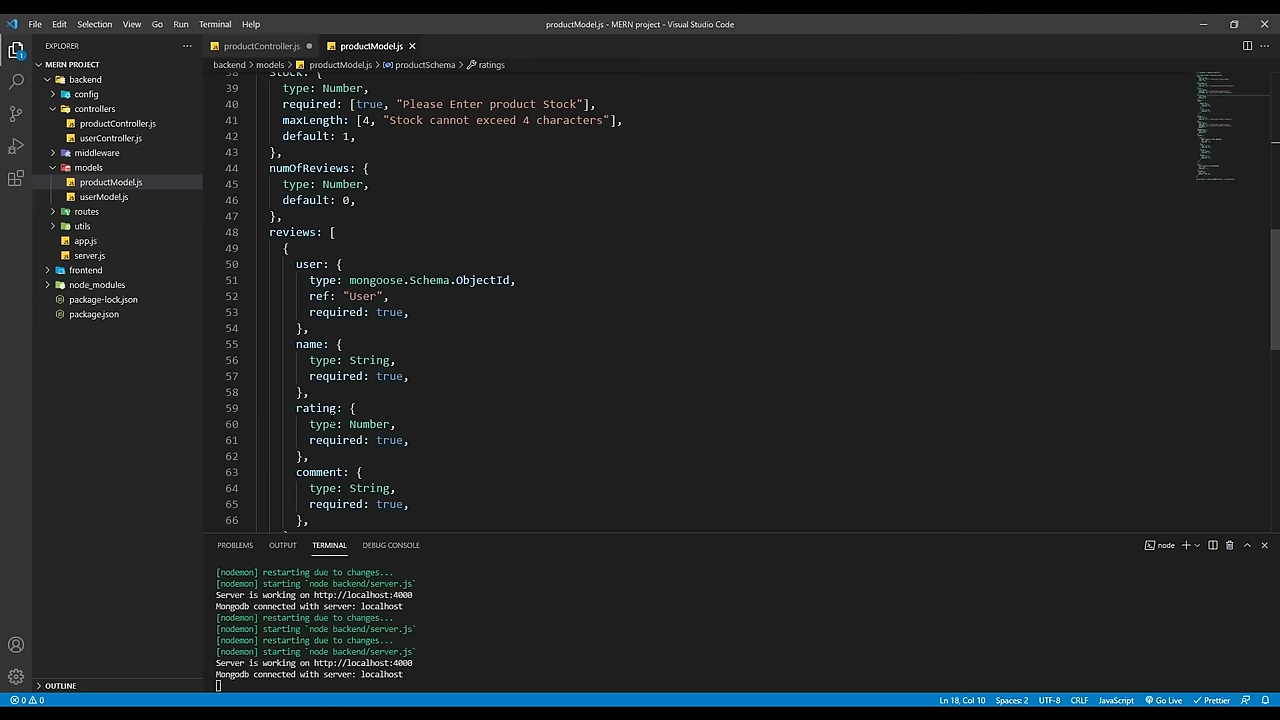 File Edit Selection View Go Run Terminal Help productModel.js - MERN project - Visual Studio Code
EXPLORER
MERN PROJECT
backend
config
controllers
productController.js
userController.js
middleware
models
productModel.js
userModel.js
routes
utils
app.js
server.js
frontend
node_modules
package-lock.json
package.json
OUTLINE
productController.js productModel.js
backend > models > productModel.js > productSchema > ratings
38 Stock: {
39 type: Number,
40 required: [true, "Please Enter product Stock"],
41 maxLength: [4, "Stock cannot exceed 4 characters"],
42 default: 1,
43 },
44 numOfReviews: {
45 type: Number,
46 default: 0,
47 },
48 reviews: [
49 {
50 user: {
51 type: mongoose.Schema.ObjectId,
52 ref: "User",
53 required: true,
54 },
55 name: {
56 type: String,
57 required: true,
58 },
59 rating: {
60 type: Number,
61 required: true,
62 },
63 comment: {
64 type: String,
65 required: true,
66 },
PROBLEMS OUTPUT TERMINAL DEBUG CONSOLE node
[nodemon] restarting due to changes...
[nodemon] starting `node backend/server.js`
Server is working on http://localhost:4000
Mongodb connected with server: localhost
[nodemon] restarting due to changes...
[nodemon] starting `node backend/server.js`
[nodemon] restarting due to changes...
[nodemon] starting `node backend/server.js`
Server is working on http://localhost:4000
Mongodb connected with server: localhost
0 0 Ln 18, Col 10 Spaces: 2 UTF-8 CRLF JavaScript Go Live Prettier